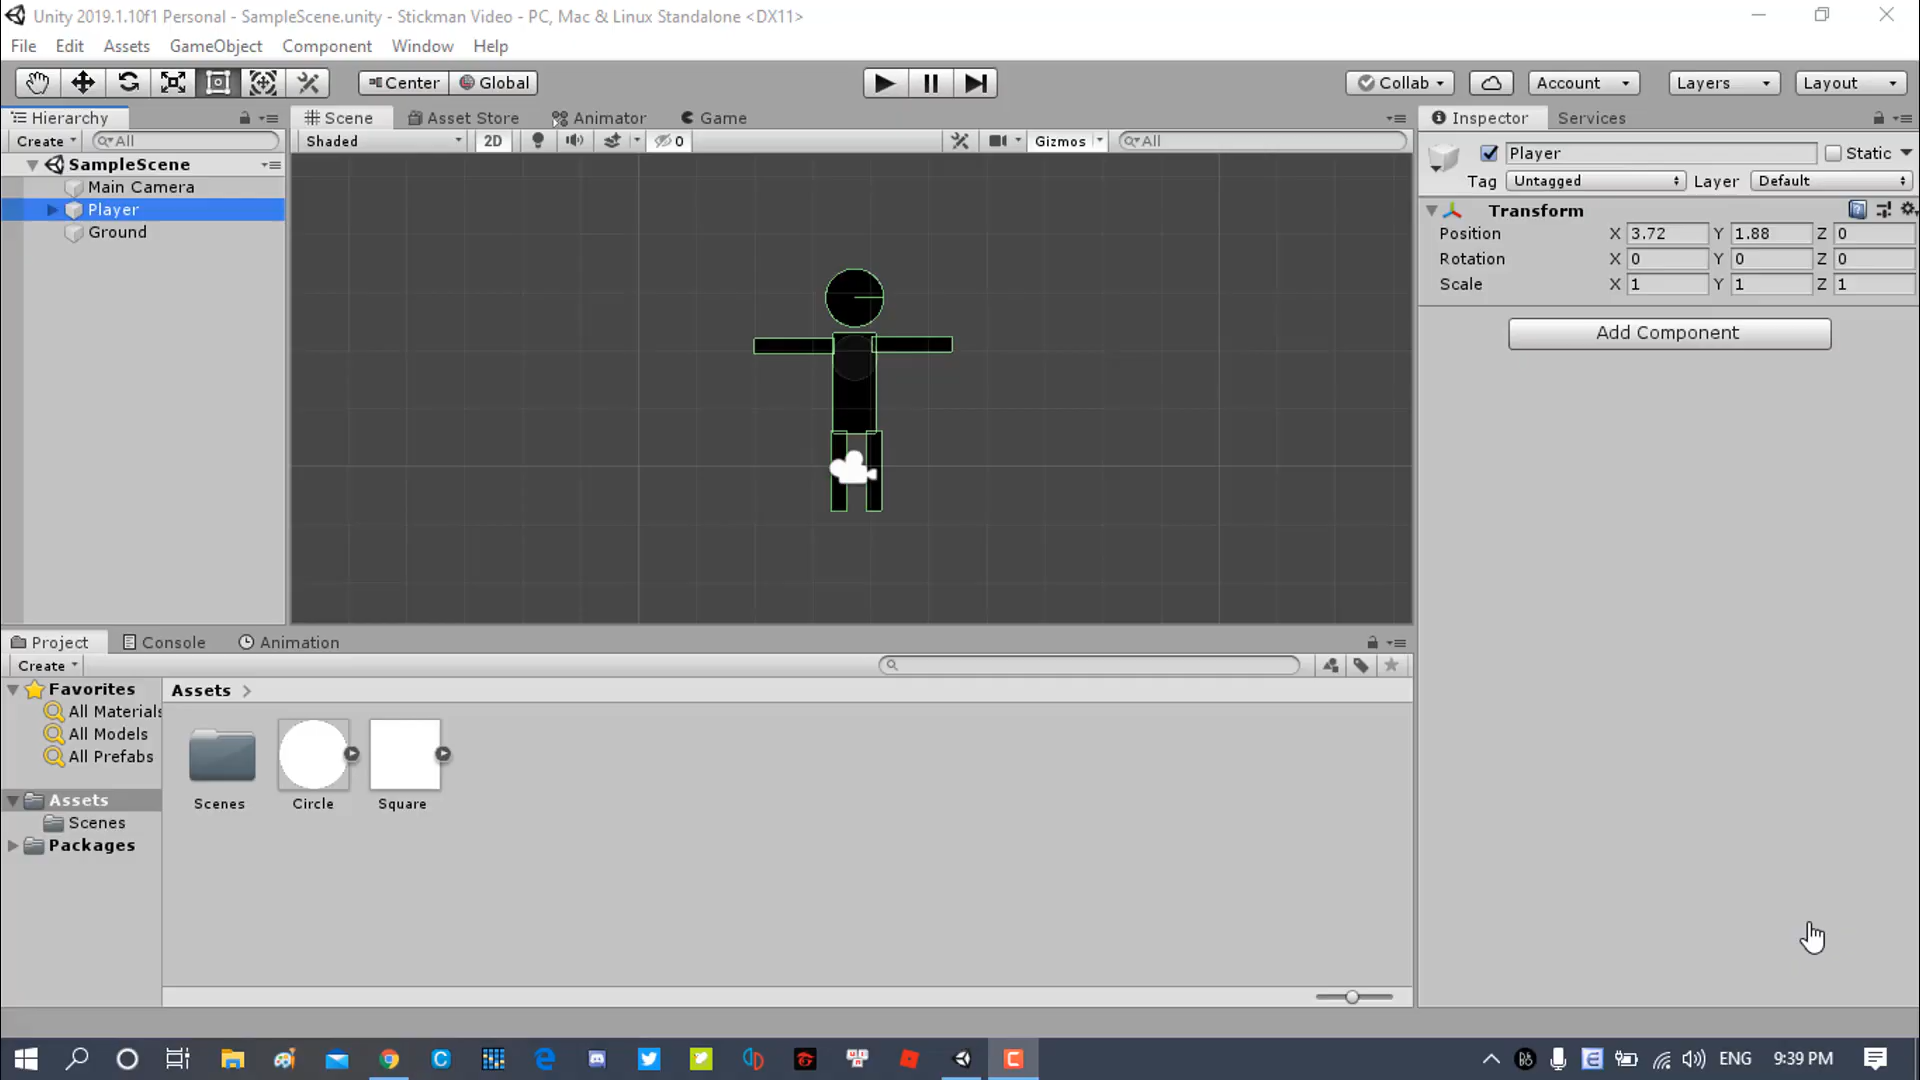 Unity 2019.1.10f1 Personal - SampleScene.unity - Stickman Video - PC, Mac & Linux Standalone <DX11>
File Edit Assets GameObject Component Window Help
Center Global Collab Account Layers Layout
Hierarchy Scene Asset Store Animator Game Inspector Services
Create All Shaded 2D 0 Gizmos All
SampleScene
Main Camera
Player
Ground
Player Static
Tag Untagged Layer Default
Transform
Position X 3.72 Y 1.88 Z 0
Rotation X 0 Y 0 Z 0
Scale X 1 Y 1 Z 1
Add Component
Project Console Animation
Create
Favorites
All Materials
All Models
All Prefabs
Assets
Scenes
Packages
Assets
Scenes Circle Square
ENG 9:39 PM